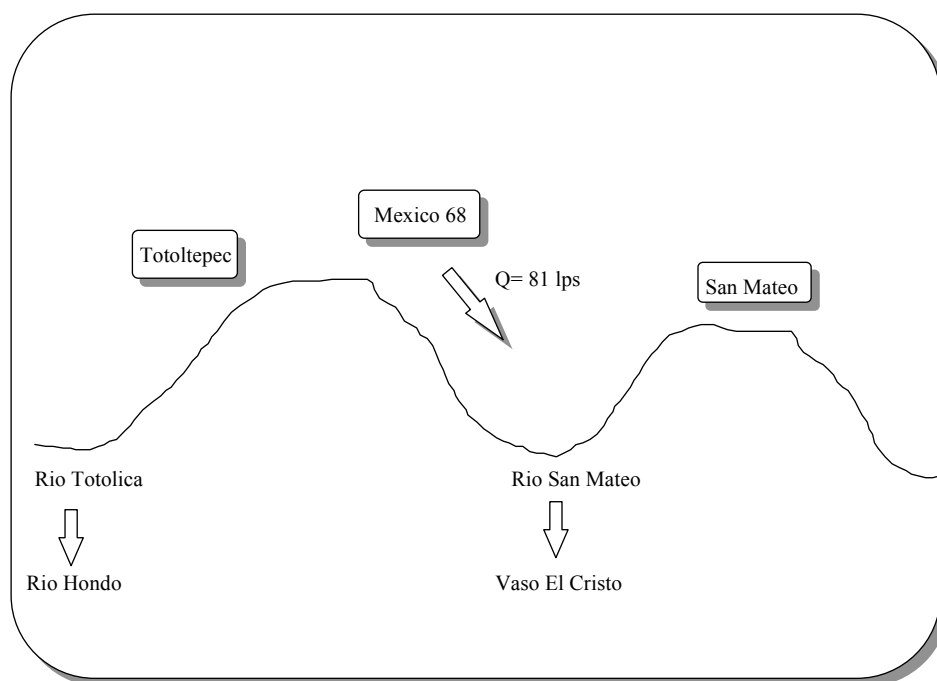 Mexico 68
Totoltepec
Q= 81 lps
San Mateo
Rio Totolica
Rio San Mateo
Rio Hondo
Vaso El Cristo